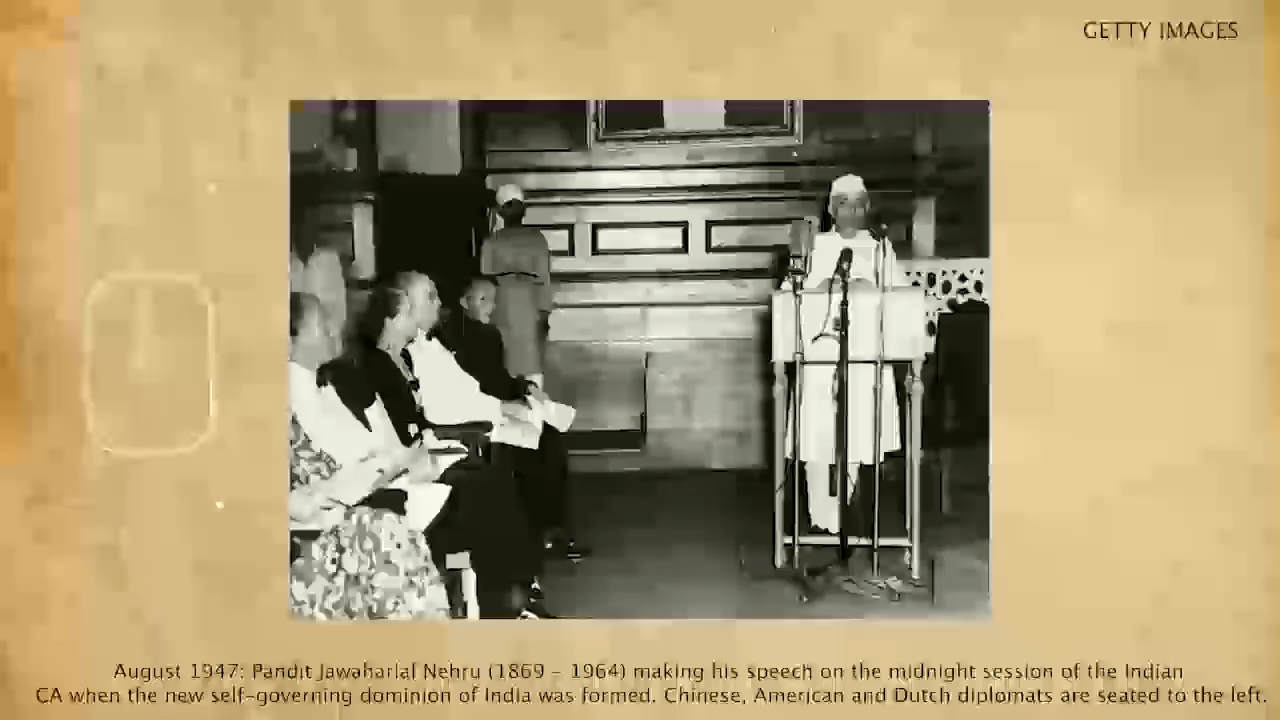 GETTY IMAGES
August 1947: Pandit Jawaharlal Nehru (1869 - 1964) making his speech on the midnight session of the Indian
CA when the new self-governing dominion of India was formed. Chinese, American and Dutch diplomats are seated to the left.